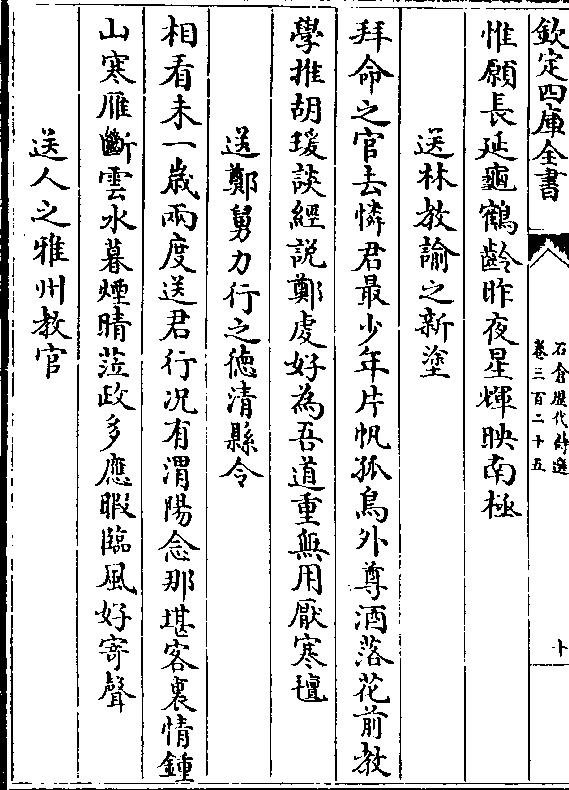 欽定四庫全書
石倉歷代詩選
卷三百二十五
十
惟願長延龜鶴齡昨夜星輝映南極
送林教諭之新塗
拜命之官去憐君最少年片帆孤鳥外尊酒落花前教
學推胡瑗談經説鄭虔好為吾道重無用厭寒氊
送鄭舅力行之徳清縣令
相看未一歳兩度送君行况有渭陽念那堪客裏情鍾
山寒雁斷雲水暮煙晴蒞政多應暇臨風好寄聲
送人之雅州教官